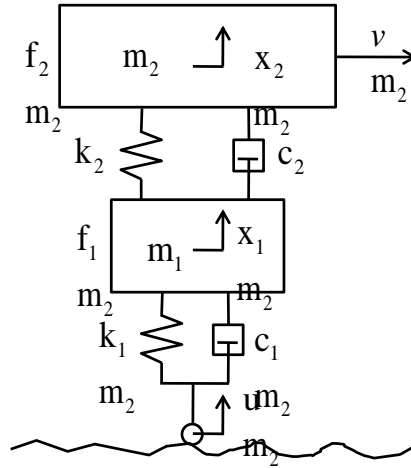 f₂ m₂ x₂ v
m₂ m₂ m₂
k₂ c₂
f₁ m₁ x₁
m₂ m₂
k₁ c₁
m₂ u m₂
m₂